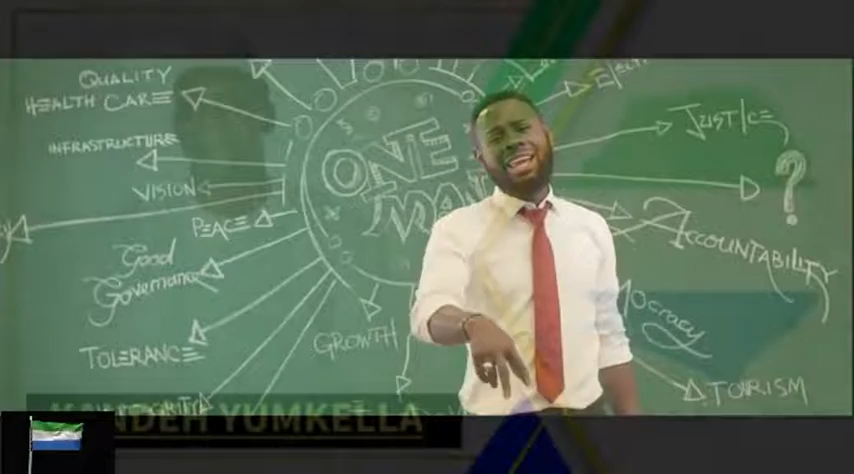 QUALITY
HEALTH CARE
INFRASTRUCTURE
VISION
PEACE
Good
Governance
TOLERANCE
GROWTH
ONE
MAN
JUSTICE
?
ACCOUNTABILITY
TOURISM
YUMKELLA